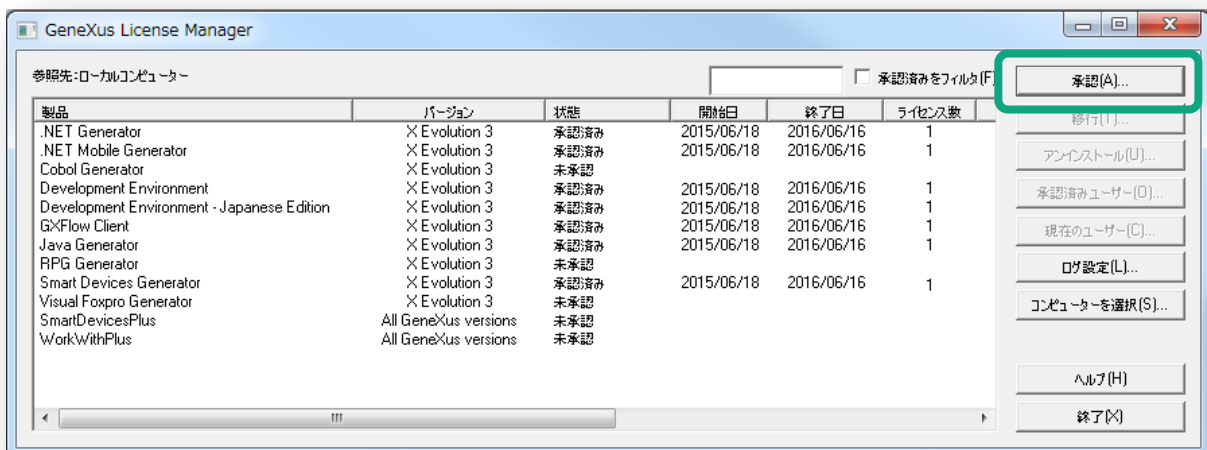 GeneXus License Manager
参照先:ローカルコンピューター
承認済みをフィルタ(F)
承認(A)...
製品 バージョン 状態 開始日 終了日 ライセンス数
移行(T)...
.NET Generator X Evolution 3 承認済み 2015/06/18 2016/06/16 1
.NET Mobile Generator X Evolution 3 承認済み 2015/06/18 2016/06/16 1
アンインストール(U)...
Cobol Generator X Evolution 3 未承認
Development Environment X Evolution 3 承認済み 2015/06/18 2016/06/16 1
承認済みユーザー(O)...
Development Environment - Japanese Edition X Evolution 3 承認済み 2015/06/18 2016/06/16 1
GXFlow Client X Evolution 3 承認済み 2015/06/18 2016/06/16 1
現在のユーザー(C)...
Java Generator X Evolution 3 承認済み 2015/06/18 2016/06/16 1
RPG Generator X Evolution 3 未承認
ログ設定(L)...
Smart Devices Generator X Evolution 3 承認済み 2015/06/18 2016/06/16 1
Visual Foxpro Generator X Evolution 3 未承認
コンピューターを選択(S)...
SmartDevicesPlus All GeneXus versions 未承認
WorkWithPlus All GeneXus versions 未承認
ヘルプ(H)
終了(X)